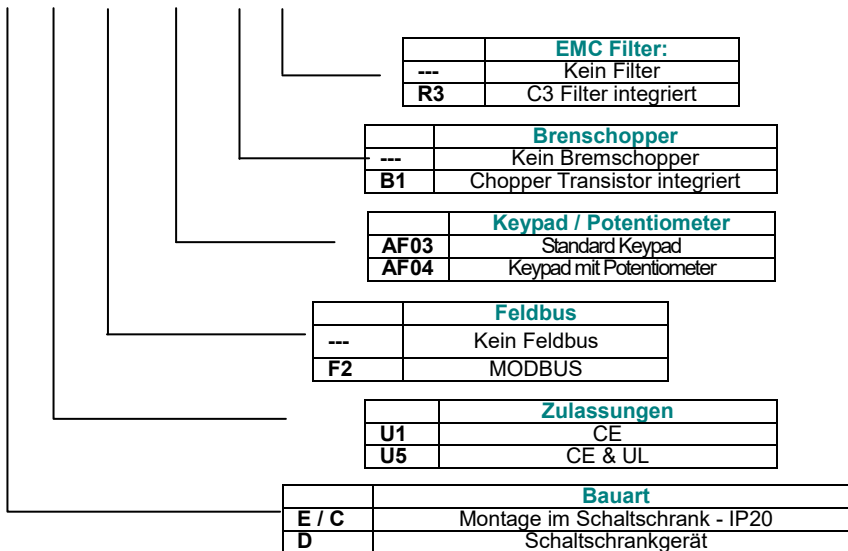 EMC Filter:
--- Kein Filter
R3 C3 Filter integriert
Brenschopper
--- Kein Bremschopper
B1 Chopper Transistor integriert
Keypad / Potentiometer
AF03 Standard Keypad
AF04 Keypad mit Potentiometer
Feldbus
--- Kein Feldbus
F2 MODBUS
Zulassungen
U1 CE
U5 CE & UL
Bauart
E / C Montage im Schaltschrank - IP20
D Schaltschrankgerät